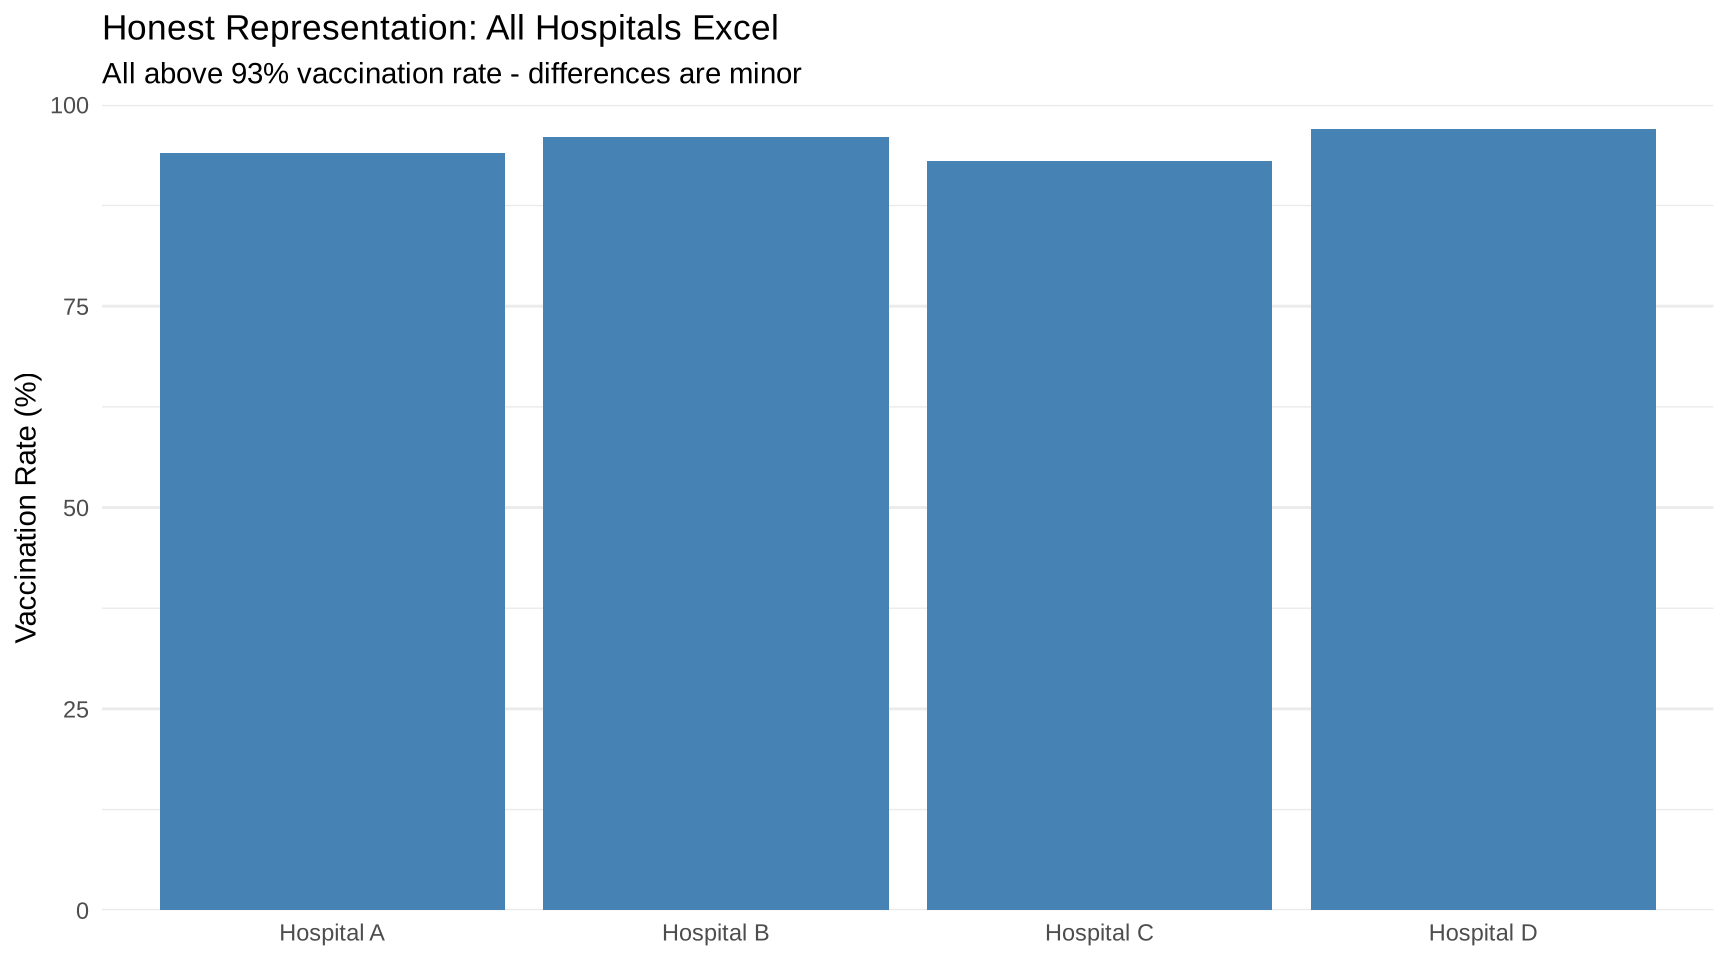 Honest Representation: All Hospitals Excel
All above 93% vaccination rate - differences are minor
100
75
50
25
0
Vaccination Rate (%)
Hospital A
Hospital B
Hospital C
Hospital D